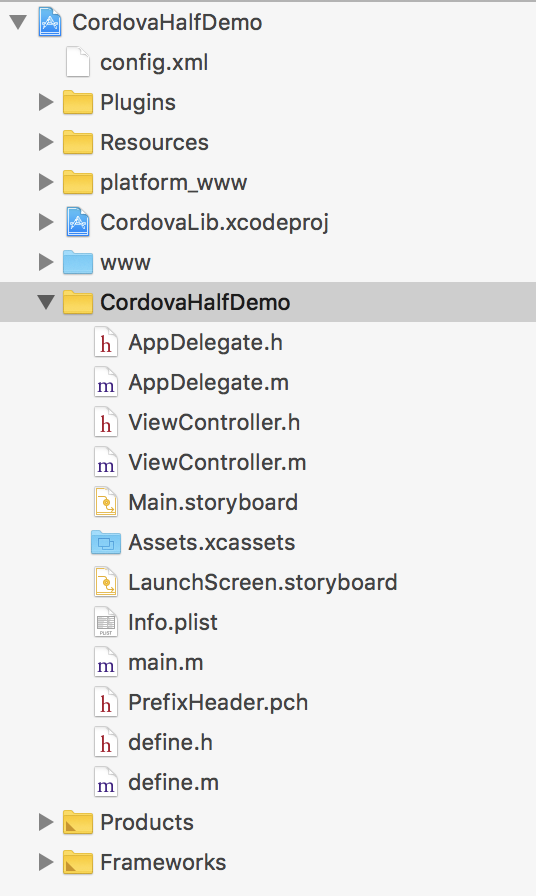 CordovaHalfDemo
config.xml
Plugins
Resources
platform_www
CordovaLib.xcodeproj
www
CordovaHalfDemo
h AppDelegate.h
m AppDelegate.m
h ViewController.h
m ViewController.m
Main.storyboard
Assets.xcassets
LaunchScreen.storyboard
PLIST Info.plist
m main.m
h PrefixHeader.pch
h define.h
m define.m
Products
Frameworks